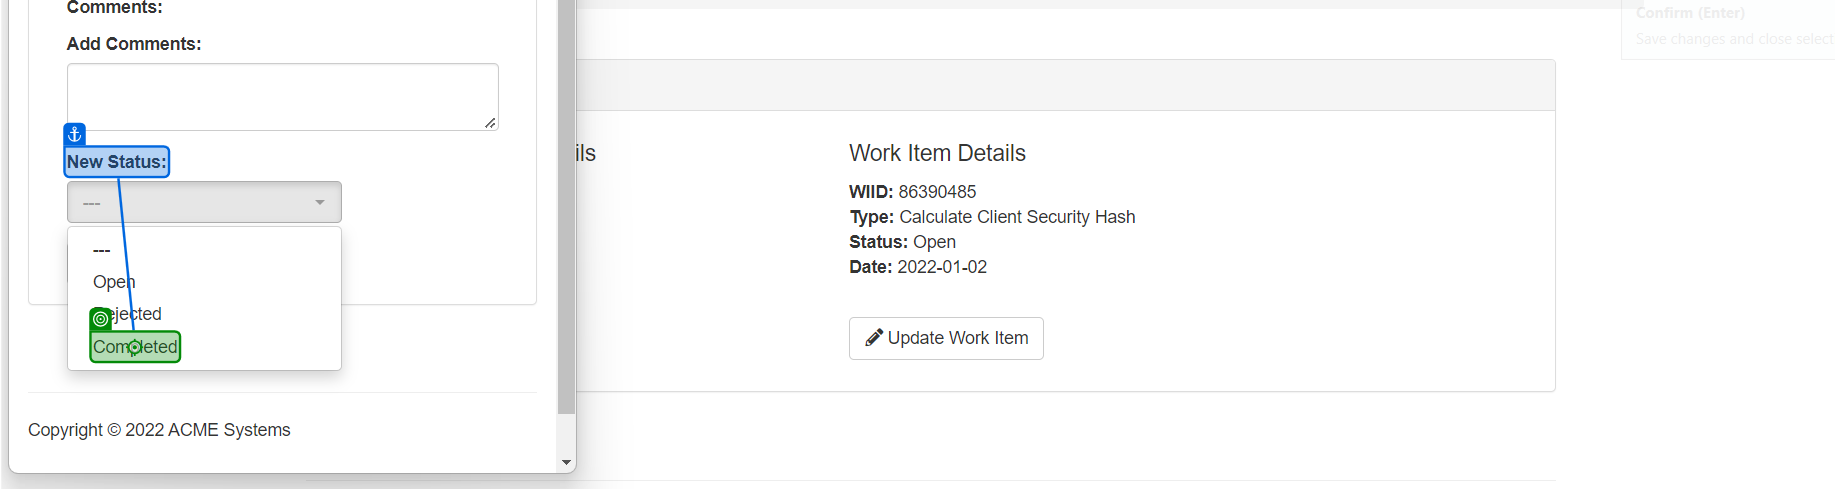 Comments:
Add Comments:
New Status:
---
---
Open
ejected
Completed
Copyright © 2022 ACME Systems
ils
Work Item Details
WIID: 86390485
Type: Calculate Client Security Hash
Status: Open
Date: 2022-01-02
Update Work Item
Confirm (Enter)
Save changes and close select